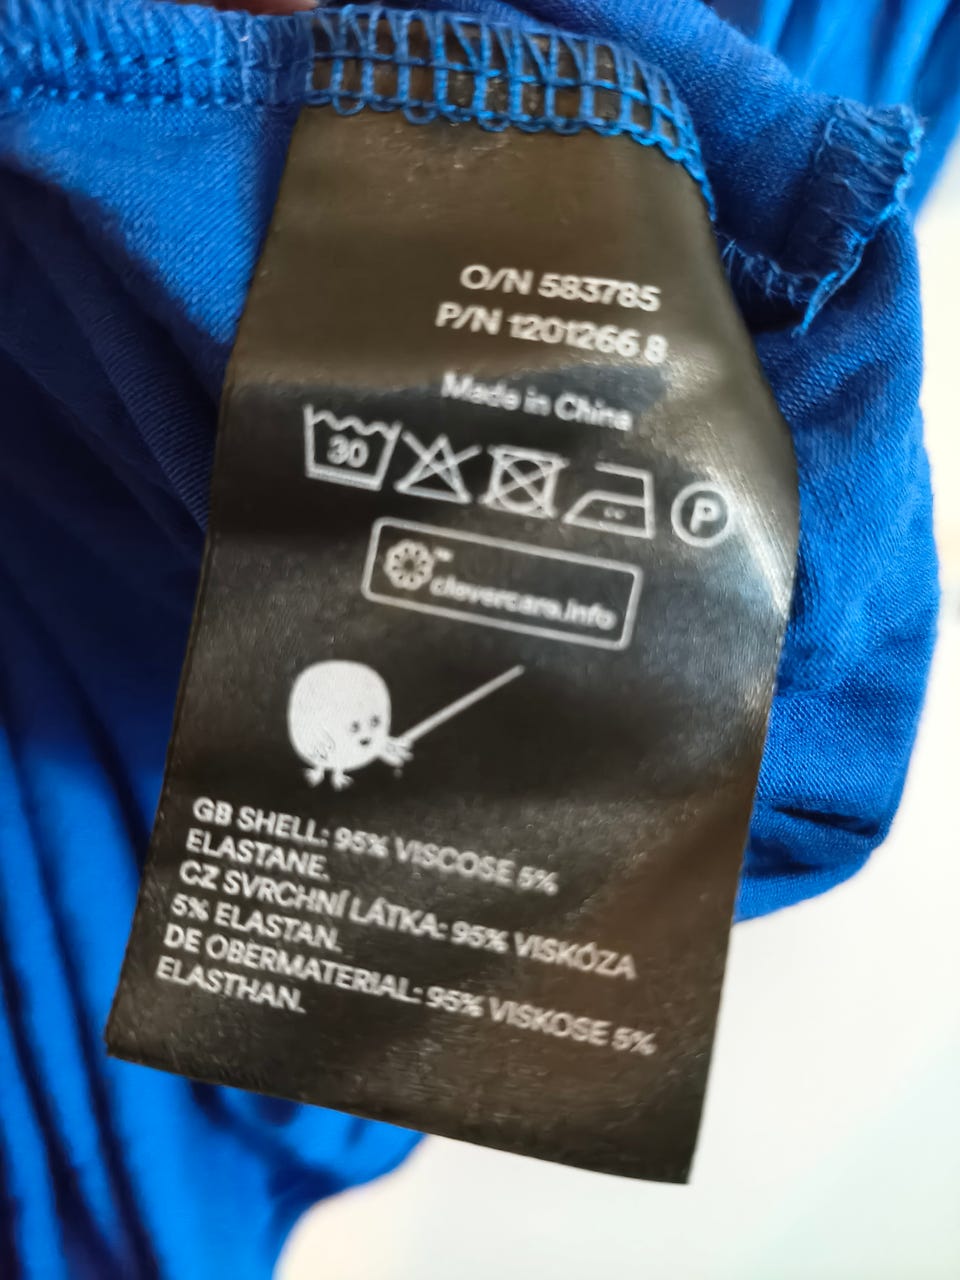 O/N 583785
P/N 1201266 8
Made in China
30
P
clevercare.info
GB SHELL: 95% VISCOSE 5%
ELASTANE.
CZ SVRCHNÍ LÁTKA: 95% VISKÓZA
5% ELASTAN.
DE OBERMATERIAL: 95% VISKOSE 5%
ELASTHAN.